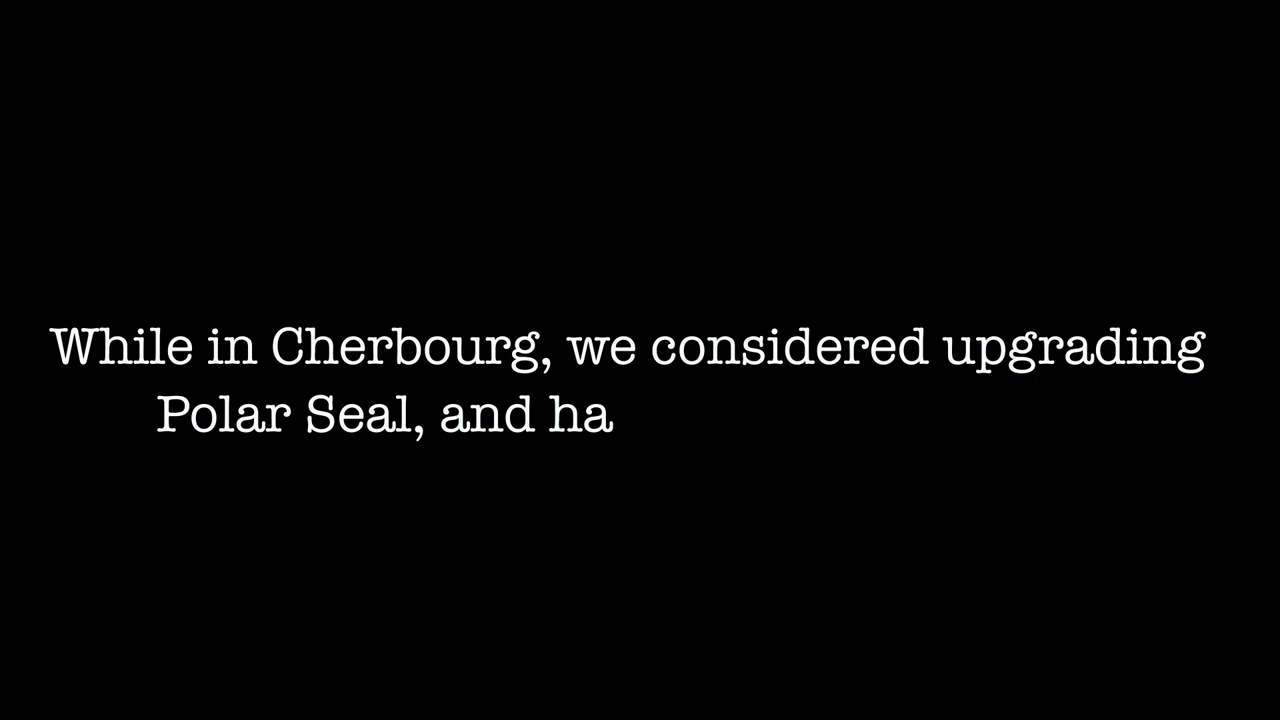 While in Cherbourg, we considered upgrading
Polar Seal, and ha